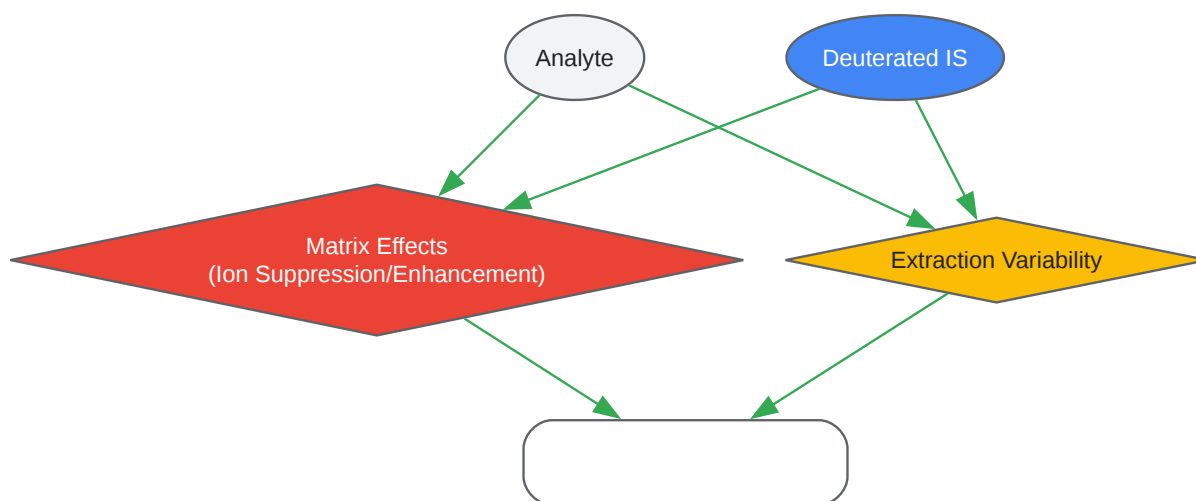 Analyte
Deuterated IS
Matrix Effects
(Ion Suppression/Enhancement)
Extraction Variability